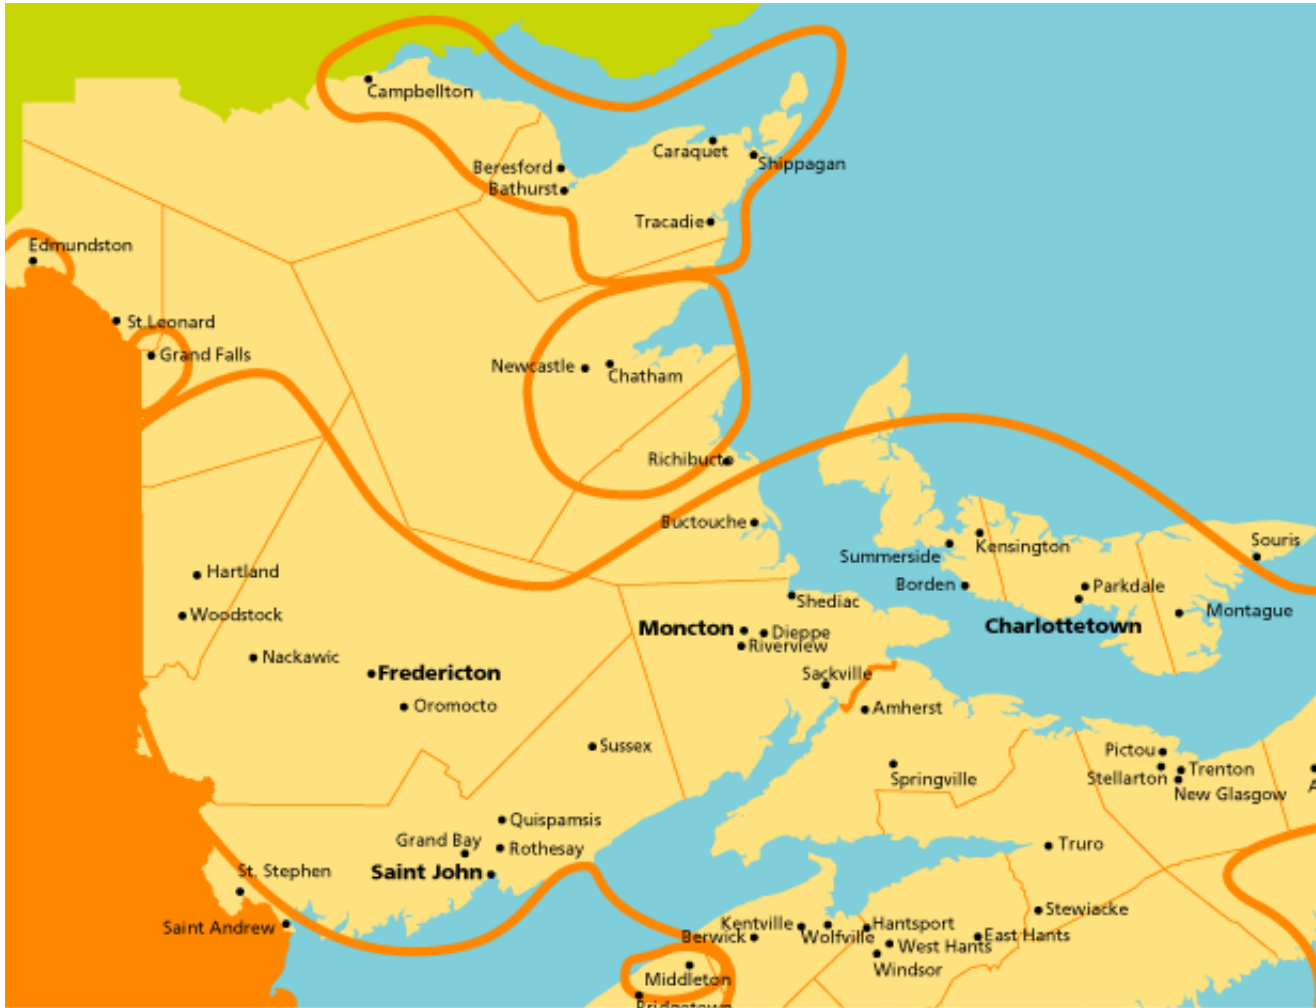 Campbellton
Caraquet
Shippagan
Beresford
Bathurst
Tracadie
Edmundston
St.Leonard
Grand Falls
Newcastle
Chatham
Richibucto
Buctouche
Summerside
Kensington
Souris
Borden
Parkdale
Hartland
Shediac
Montague
Woodstock
Moncton
Dieppe
Charlottetown
Riverview
Nackawic
Fredericton
Sackville
Oromocto
Amherst
Sussex
Pictou
Springville
Stellarton
Trenton
New Glasgow
A
Quispamsis
Grand Bay
Rothesay
Truro
Saint John
St. Stephen
Saint Andrew
Stewiacke
Kentville
Hantsport
Berwick
Wolfville
East Hants
West Hants
Windsor
Middleton
Bridgetown